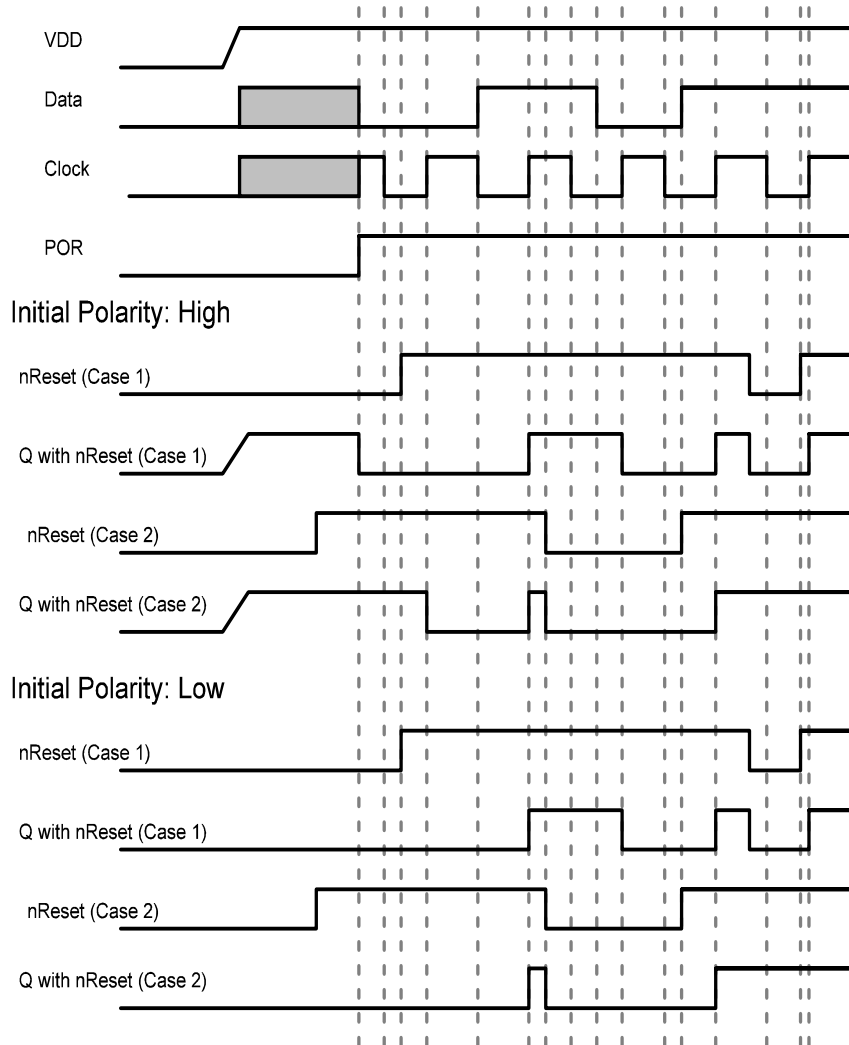 VDD
Data
Clock
POR
Initial Polarity: High
nReset (Case 1)
Q with nReset (Case 1)
nReset (Case 2)
Q with nReset (Case 2)
Initial Polarity: Low
nReset (Case 1)
Q with nReset (Case 1)
nReset (Case 2)
Q with nReset (Case 2)